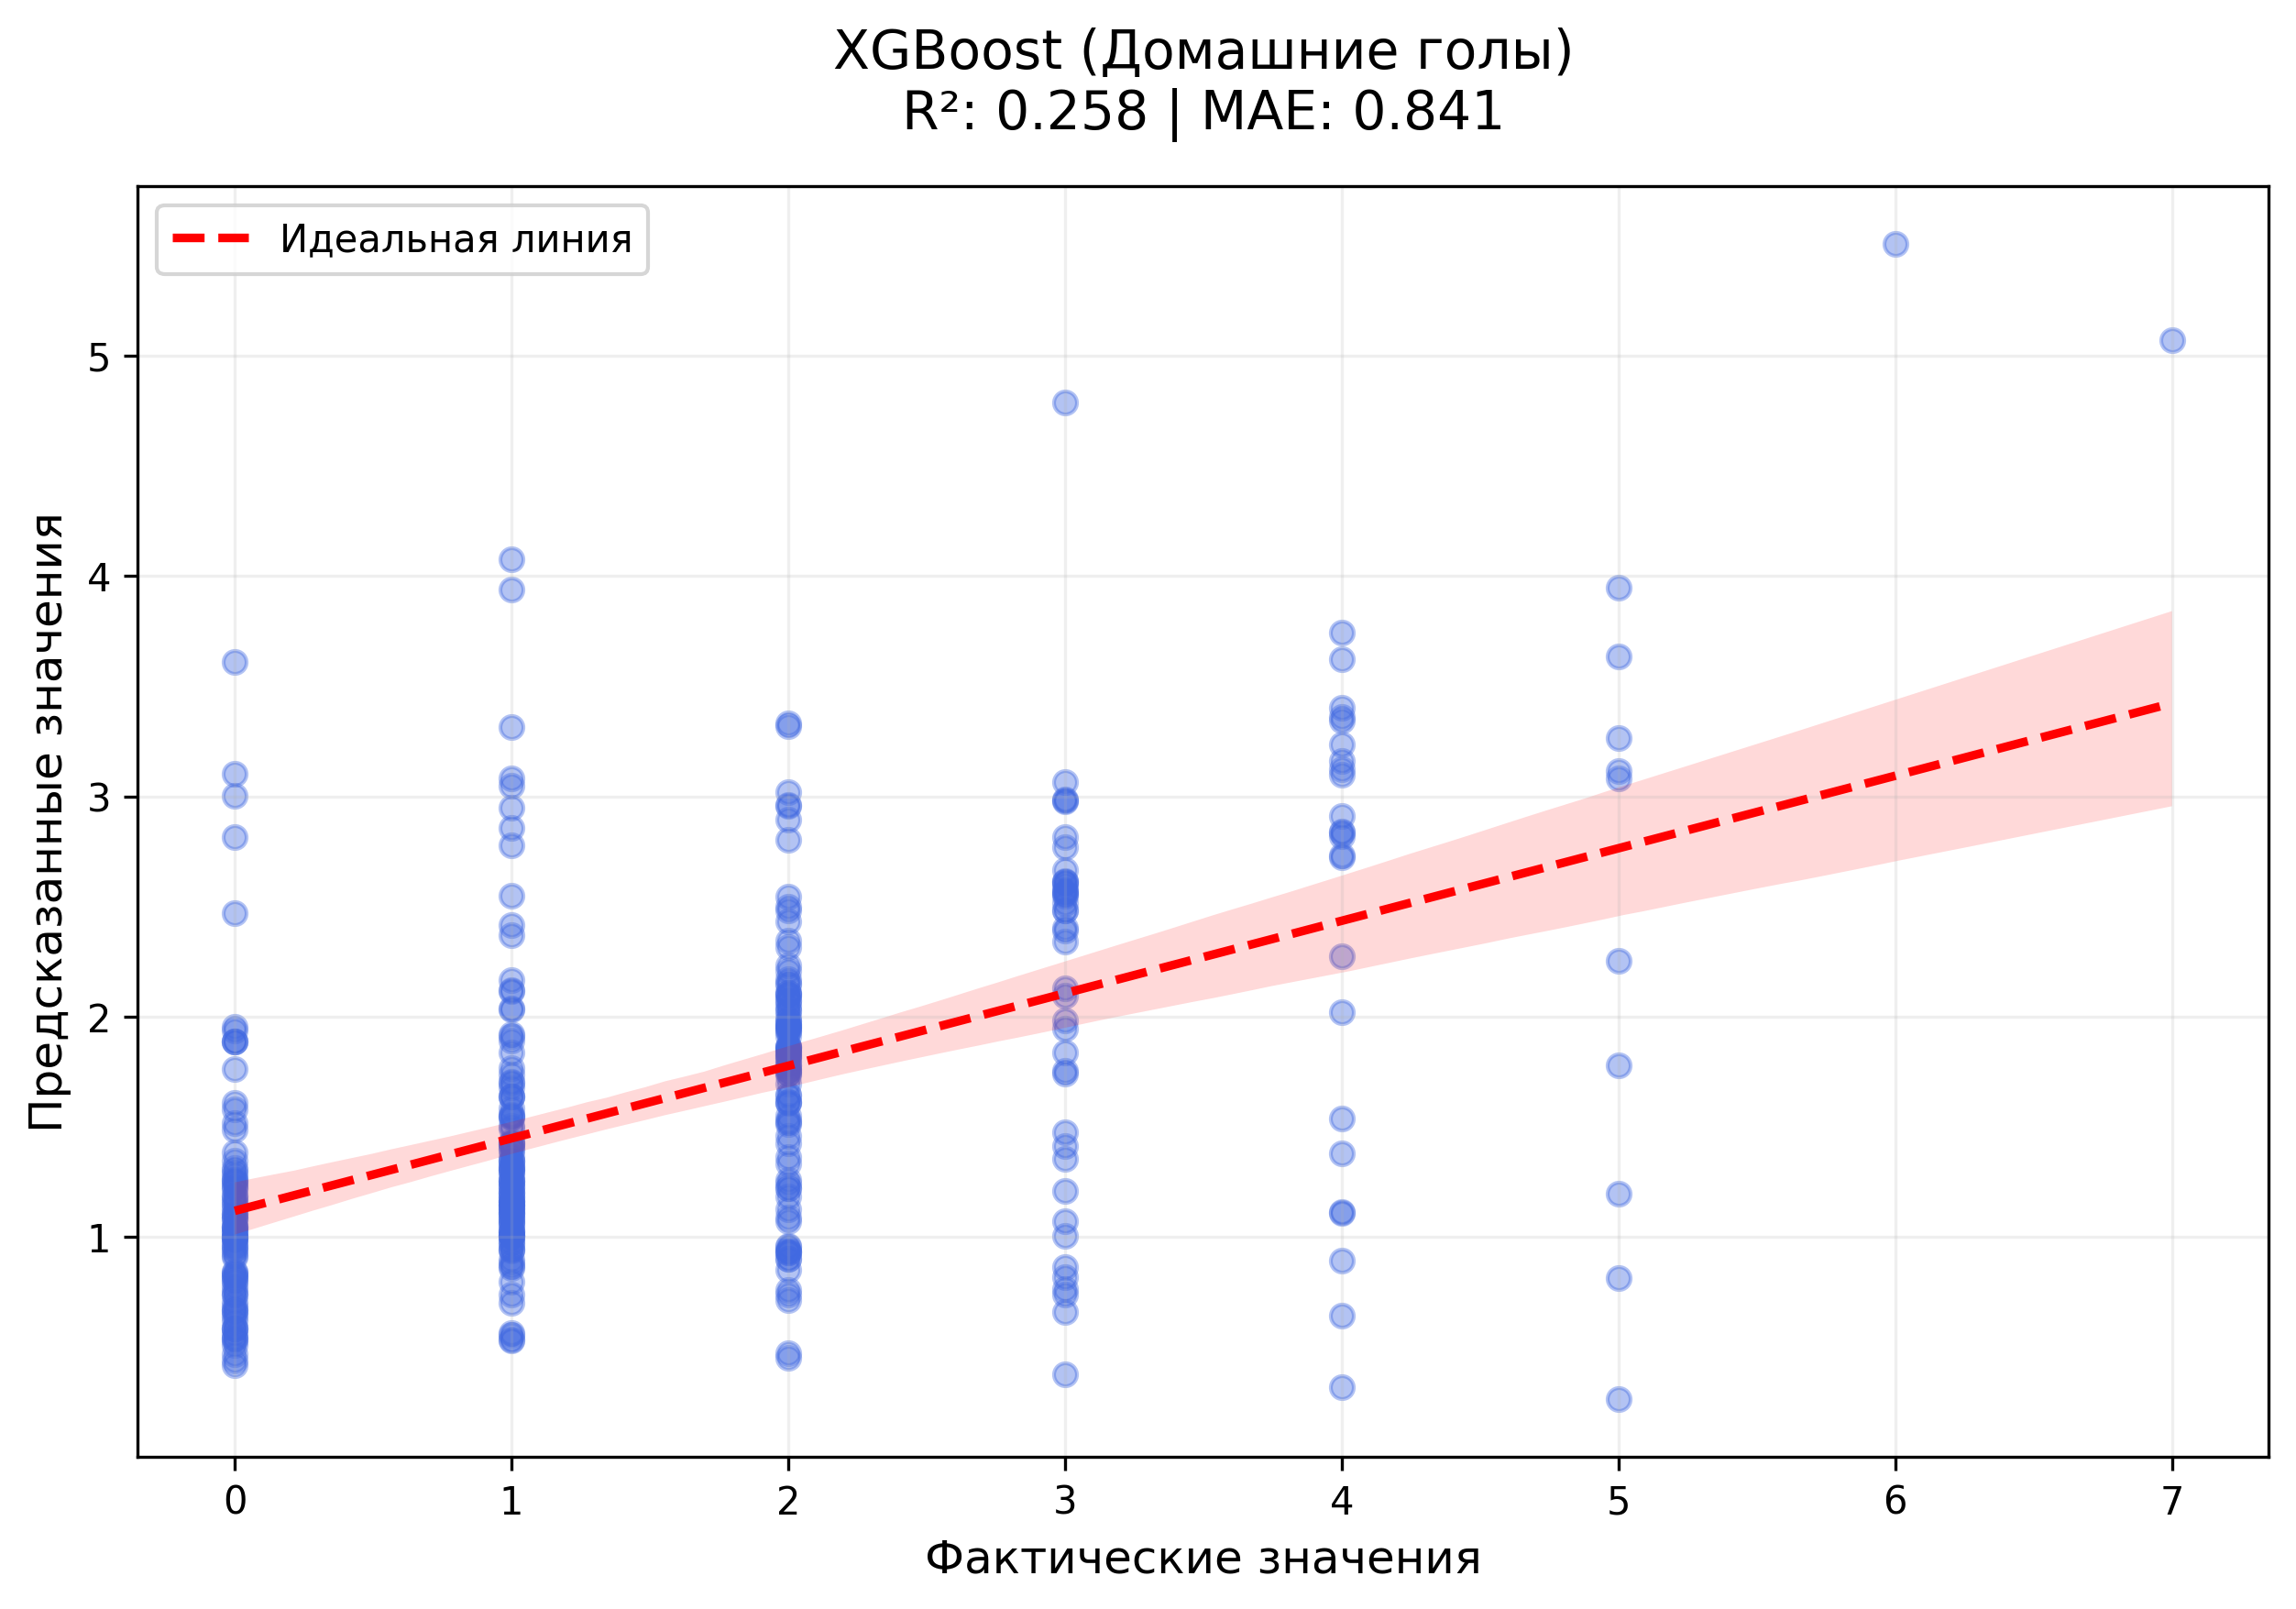 XGBoost (Домашние голы)
R²: 0.258 | MAE: 0.841
Идеальная линия
Предсказанные значения
5
4
3
2
1
0 1 2 3 4 5 6 7
Фактические значения